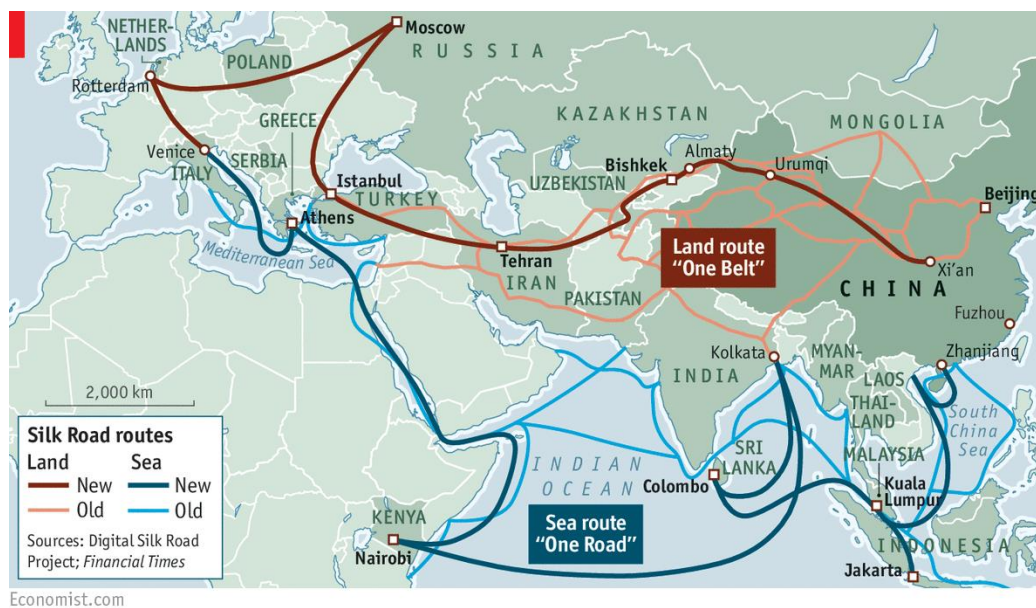 NETHER-
LANDS
Moscow
RUSSIA
POLAND
Rotterdam
KAZAKHSTAN
GREECE
MONGOLIA
Venice
ITALY
SERBIA
Almaty
Bishkek
Urumqi
UZBEKISTAN
Istanbul
TURKEY
Beijing
Athens
Mediterranean Sea
Tehran
IRAN
Land route
“One Belt”
Xi’an
CHINA
PAKISTAN
Fuzhou
Kolkata
Zhanjiang
MYAN-
MAR
INDIA
LAOS
THAI-
LAND
South
China
Sea
2,000 km
Silk Road routes
Land
Sea
New
New
Old
Old
Sources: Digital Silk Road
Project; Financial Times
MALAYSIA
SRI
LANKA
INDIAN
OCEAN
Colombo
Kuala
Lumpur
KENYA
Sea route
“One Road”
Nairobi
INDONESIA
Jakarta
Economist.com